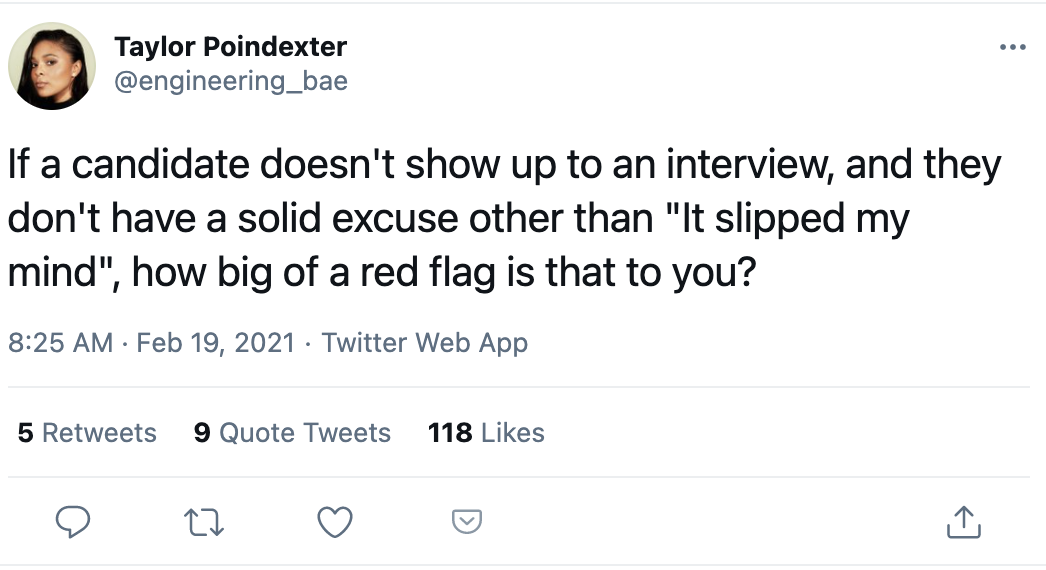 Taylor Poindexter
@engineering_bae
If a candidate doesn't show up to an interview, and they
don't have a solid excuse other than "It slipped my
mind", how big of a red flag is that to you?
8:25 AM · Feb 19, 2021 · Twitter Web App
5 Retweets 9 Quote Tweets 118 Likes